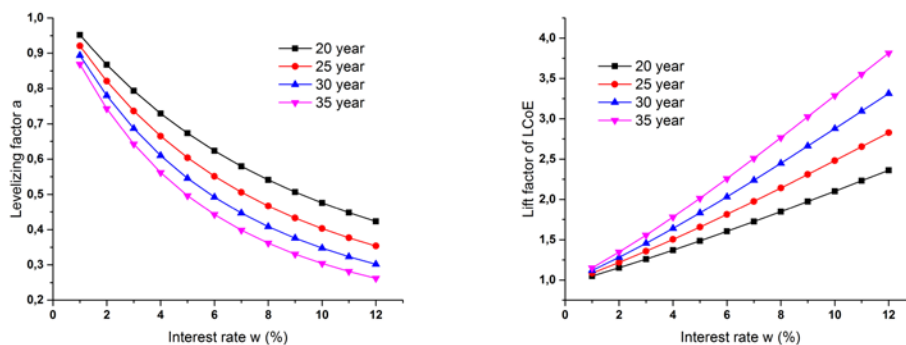 1,0
0,9
0,8
0,7
0,6
0,5
0,4
0,3
0,2
Levelizing factor a
0 2 4 6 8 10 12
Interest rate w (%)
20 year
25 year
30 year
35 year
4,0
3,5
3,0
2,5
2,0
1,5
1,0
Lift factor of LCoE
0 2 4 6 8 10 12
Interest rate w (%)
20 year
25 year
30 year
35 year